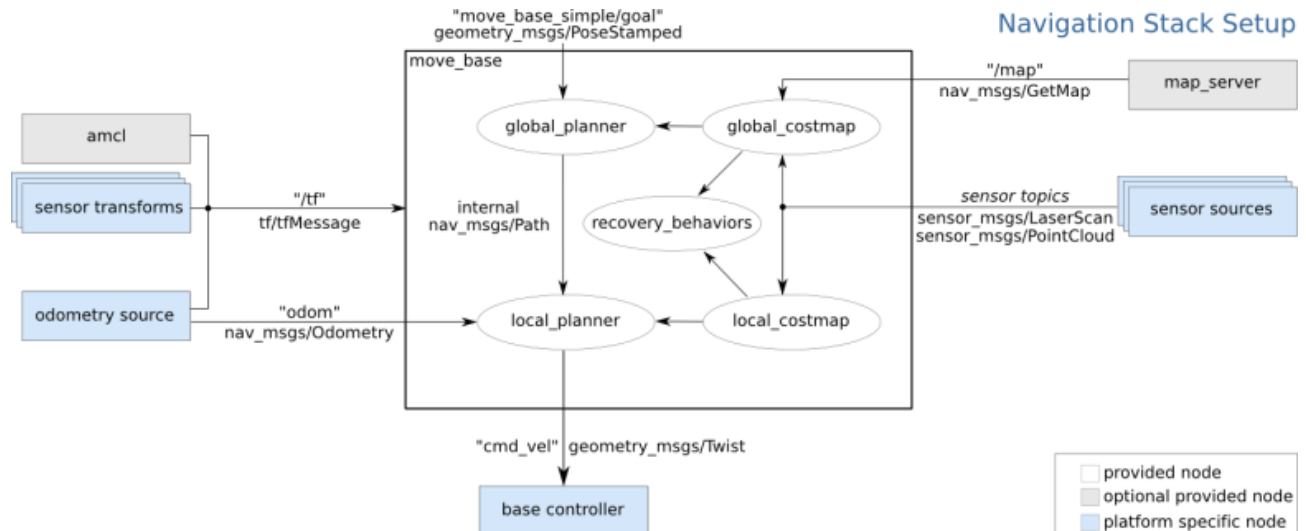 Navigation Stack Setup
"move_base_simple/goal"
geometry_msgs/PoseStamped
move_base
"/map"
nav_msgs/GetMap
map_server
amcl
global_planner
global_costmap
sensor transforms
"/tf"
tf/tfMessage
internal
nav_msgs/Path
recovery_behaviors
sensor topics
sensor_msgs/LaserScan
sensor_msgs/PointCloud
sensor sources
odometry source
"odom"
nav_msgs/Odometry
local_planner
local_costmap
"cmd_vel" geometry_msgs/Twist
base controller
provided node
optional provided node
platform specific node